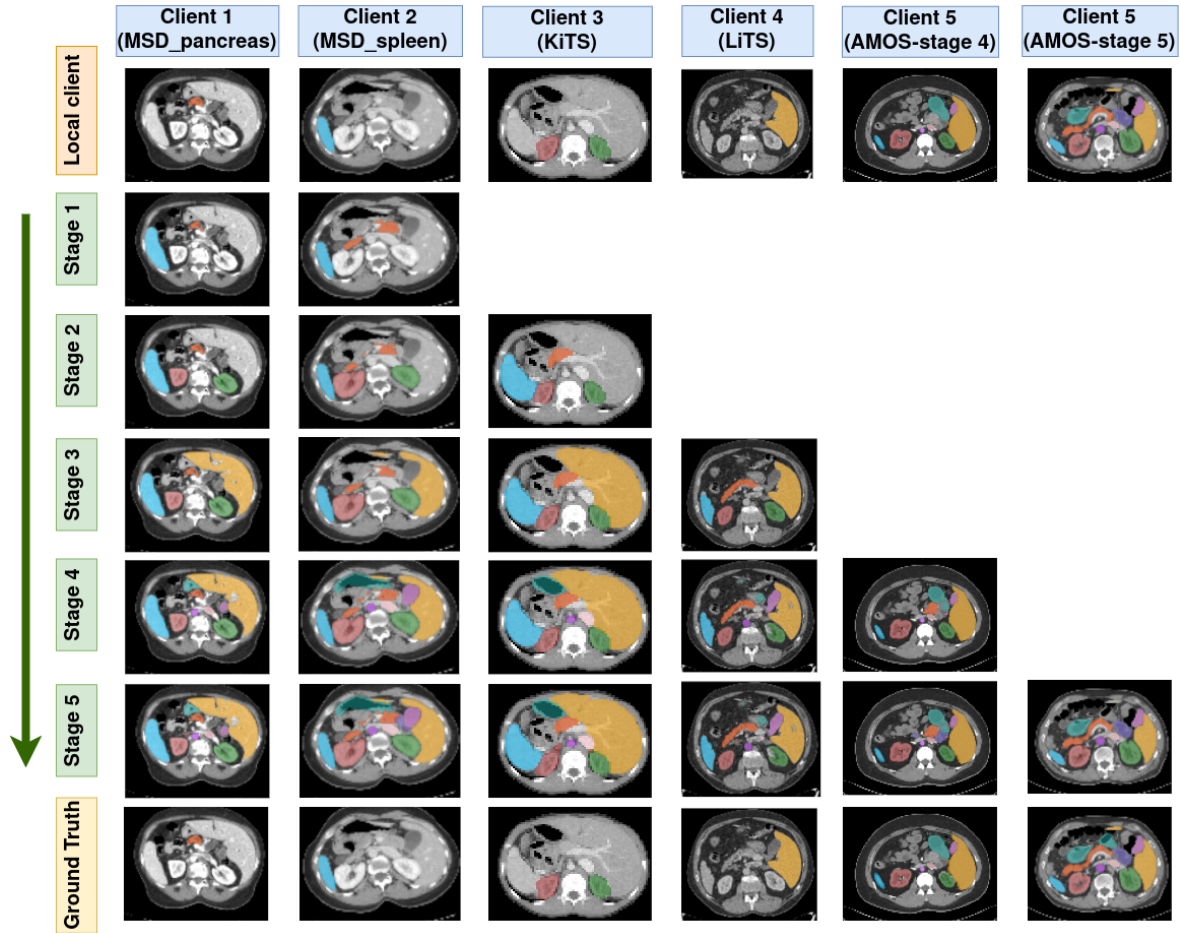 Client 1
(MSD_pancreas)
Client 2
(MSD_spleen)
Client 3
(KiTS)
Client 4
(LiTS)
Client 5
(AMOS-stage 4)
Client 5
(AMOS-stage 5)
Local client
Stage 1
Stage 2
Stage 3
Stage 4
Stage 5
Ground Truth